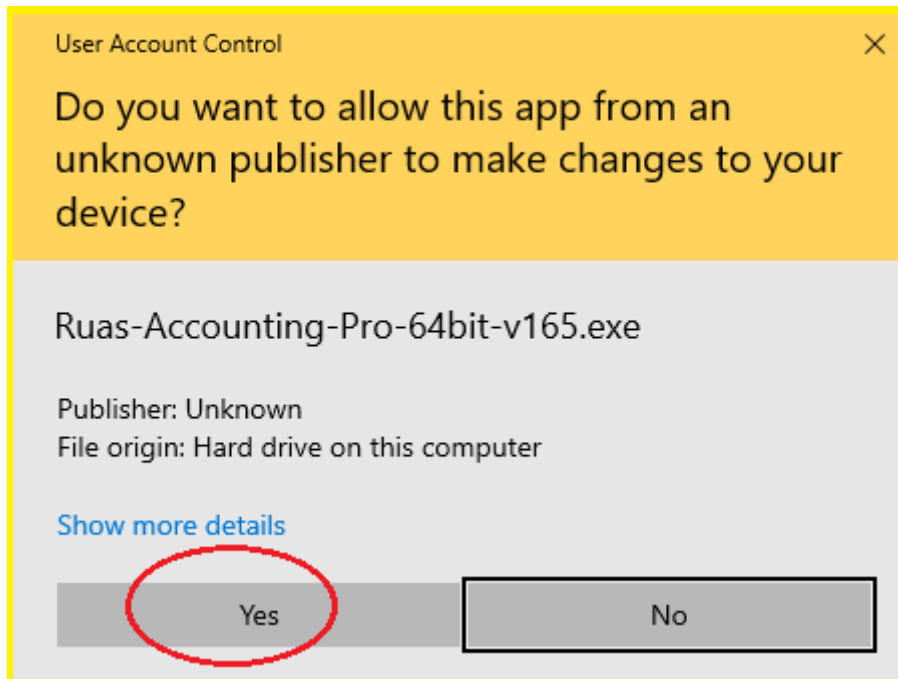 User Account Control
Do you want to allow this app from an
unknown publisher to make changes to your
device?
Ruas-Accounting-Pro-64bit-v165.exe
Publisher: Unknown
File origin: Hard drive on this computer
Show more details
Yes
No